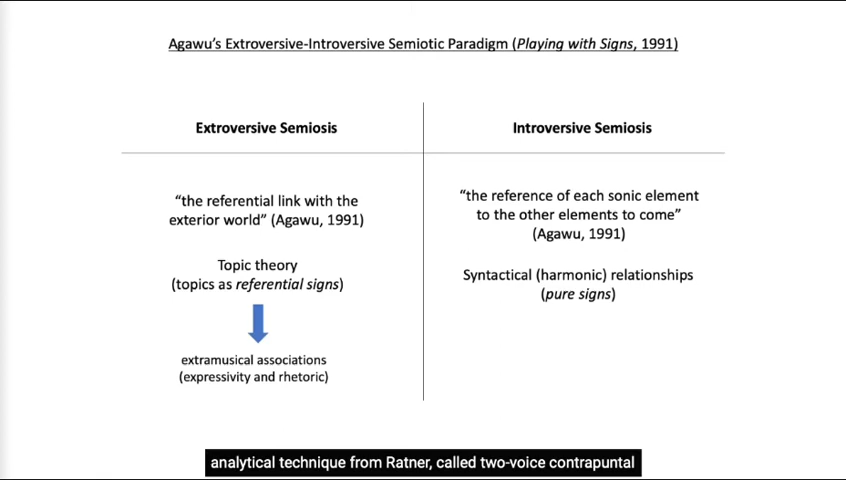 Agawu's Extroversive-Introversive Semiotic Paradigm (Playing with Signs, 1991)
Extroversive Semiosis
"the referential link with the
exterior world" (Agawu, 1991)
Topic theory
(topics as referential signs)
extramusical associations
(expressivity and rhetoric)
Introversive Semiosis
"the reference of each sonic element
to the other elements to come"
(Agawu, 1991)
Syntactical (harmonic) relationships
(pure signs)
analytical technique from Ratner, called two-voice contrapuntal